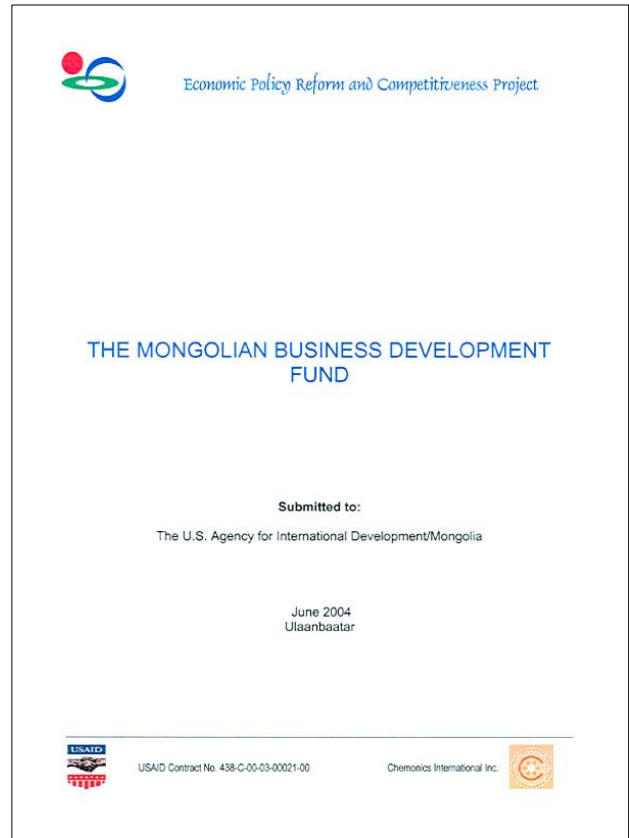 Economic Policy Reform and Competitiveness Project
THE MONGOLIAN BUSINESS DEVELOPMENT
FUND
Submitted to:
The U.S. Agency for International Development/Mongolia
June 2004
Ulaanbaatar
USAID
USAID Contract No. 438-C-00-03-00021-00
Chemonics International Inc.
C